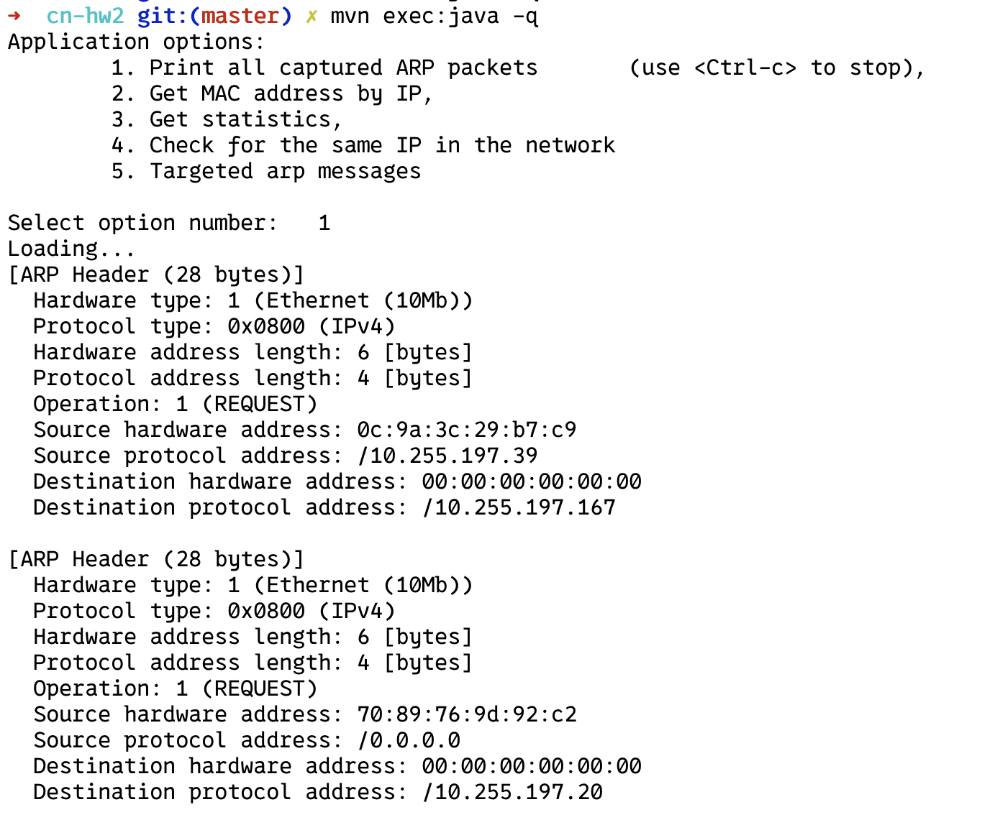 ➜  cn-hw2 git:(master) ✗ mvn exec:java -q
Application options:
        1. Print all captured ARP packets       (use <Ctrl-c> to stop),
        2. Get MAC address by IP,
        3. Get statistics,
        4. Check for the same IP in the network
        5. Targeted arp messages

Select option number:   1
Loading...
[ARP Header (28 bytes)]
  Hardware type: 1 (Ethernet (10Mb))
  Protocol type: 0x0800 (IPv4)
  Hardware address length: 6 [bytes]
  Protocol address length: 4 [bytes]
  Operation: 1 (REQUEST)
  Source hardware address: 0c:9a:3c:29:b7:c9
  Source protocol address: /10.255.197.39
  Destination hardware address: 00:00:00:00:00:00
  Destination protocol address: /10.255.197.167

[ARP Header (28 bytes)]
  Hardware type: 1 (Ethernet (10Mb))
  Protocol type: 0x0800 (IPv4)
  Hardware address length: 6 [bytes]
  Protocol address length: 4 [bytes]
  Operation: 1 (REQUEST)
  Source hardware address: 70:89:76:9d:92:c2
  Source protocol address: /0.0.0.0
  Destination hardware address: 00:00:00:00:00:00
  Destination protocol address: /10.255.197.20